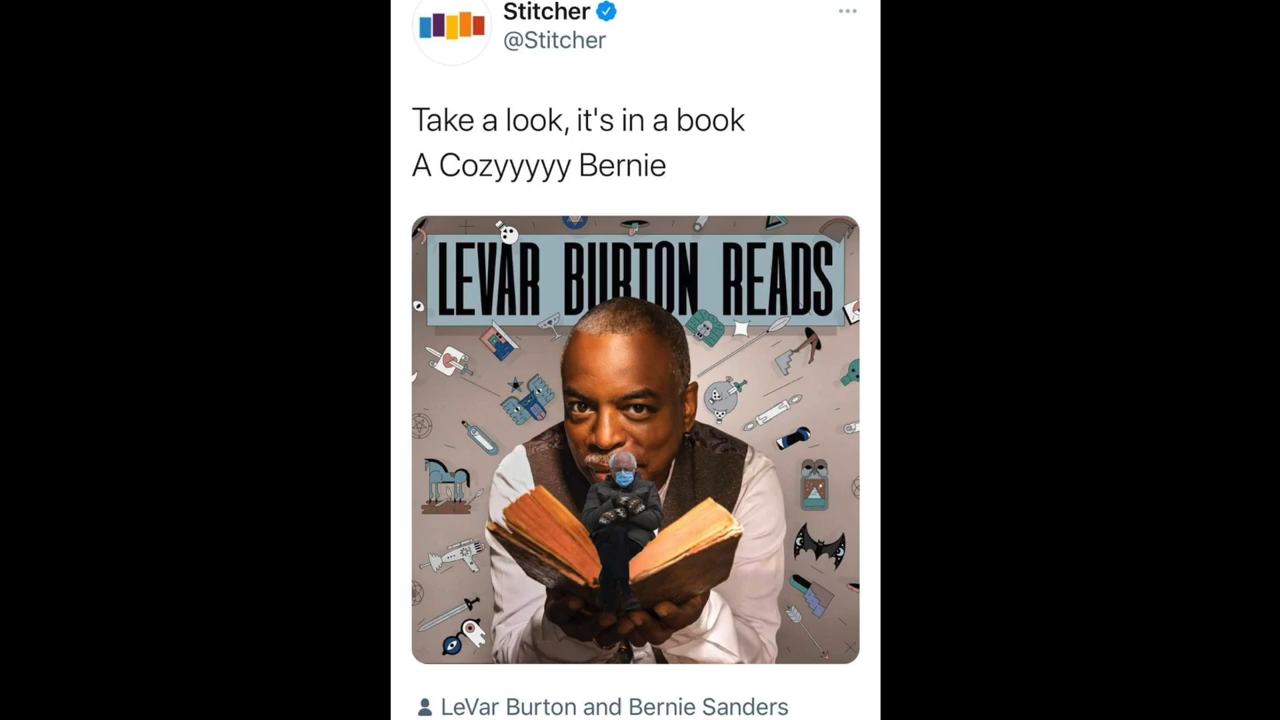 Stitcher
@Stitcher
Take a look, it's in a book
A Cozyyyyy Bernie
LEVAR BURTON READS
LeVar Burton and Bernie Sanders